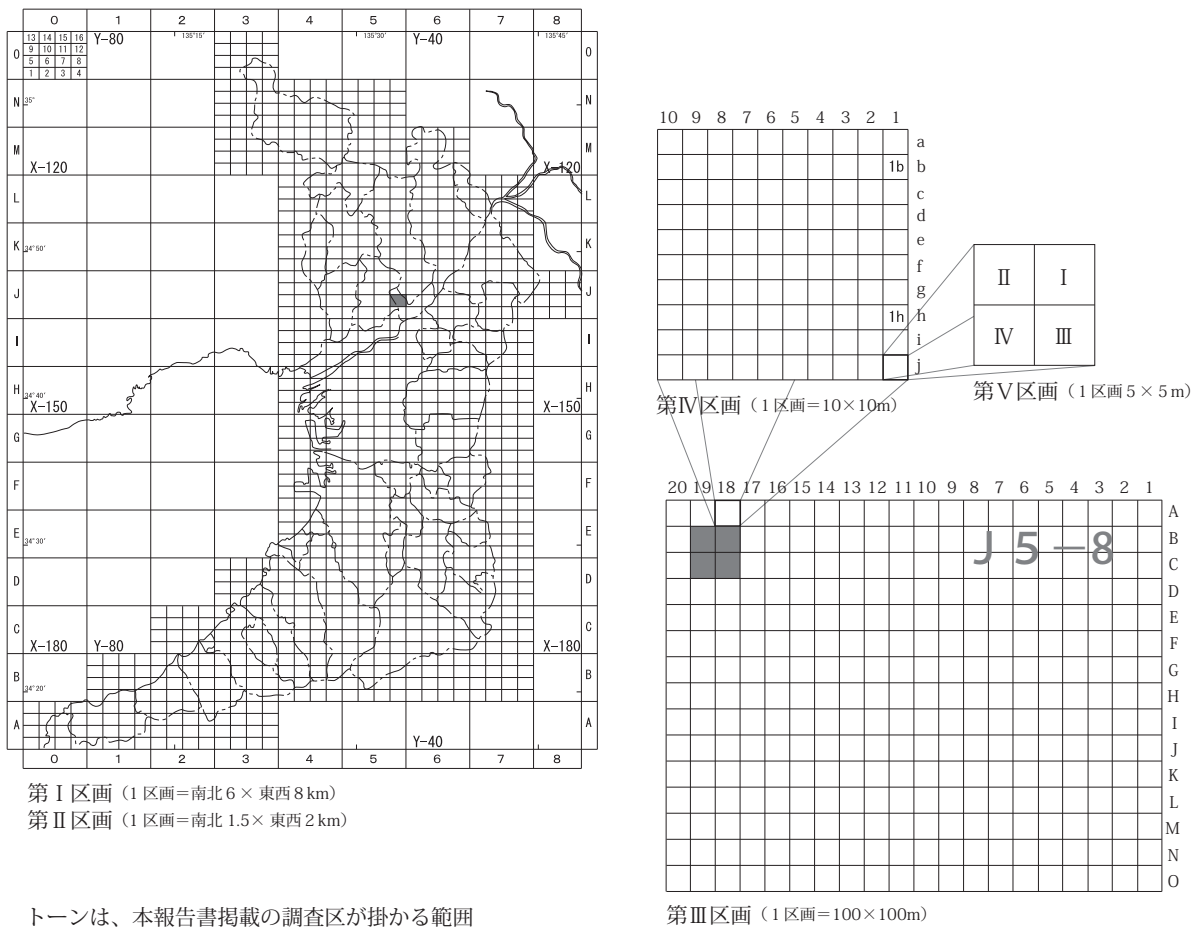 0 1 2 3 4 5 6 7 8
13 14 15 16 Y-80 135°15′ 135°30′ Y-40 135°45′
9 10 11 12
O O
5 6 7 8
1 2 3 4
N 35° N
M M
X-120 X-120
L L
K 34°50′ K
J J
I I
H H
34°40′
X-150 X-150
G G
F F
E E
34°30′
D D
C C
X-180 Y-80 X-180
B B
34°20′
A A
Y-40
0 1 2 3 4 5 6 7 8
第Ⅰ区画（1 区画＝南北 6 × 東西 8 km）
第Ⅱ区画（1 区画＝南北 1.5× 東西 2 km）
トーンは、本報告書掲載の調査区が掛かる範囲
10 9 8 7 6 5 4 3 2 1
a
1b b
c
d
e
f
g
1h h
i
j
第Ⅳ区画（1 区画＝10×10m）
Ⅱ Ⅰ
Ⅳ Ⅲ
第Ⅴ区画（1 区画 5 × 5 m）
20 19 18 17 16 15 14 13 12 11 10 9 8 7 6 5 4 3 2 1
A
B
J 5－8
C
D
E
F
G
H
I
J
K
L
M
N
O
第Ⅲ区画（1 区画＝100×100m）